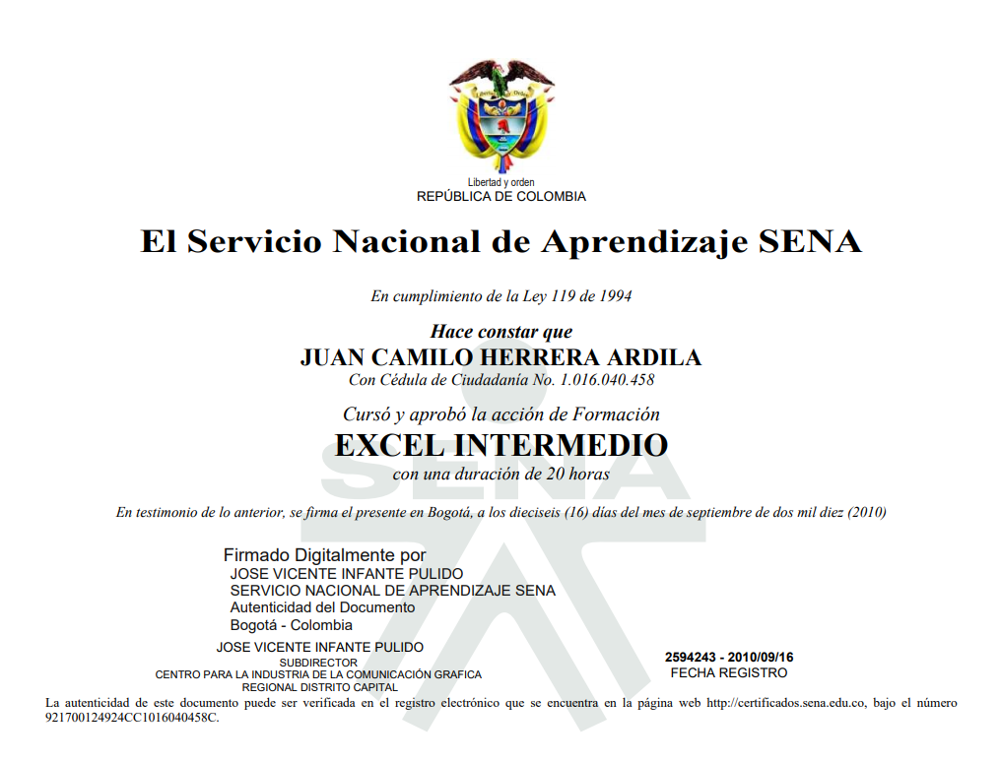 Libertad y orden
REPÚBLICA DE COLOMBIA
El Servicio Nacional de Aprendizaje SENA
En cumplimiento de la Ley 119 de 1994
Hace constar que
JUAN CAMILO HERRERA ARDILA
Con Cédula de Ciudadanía No. 1.016.040.458
Cursó y aprobó la acción de Formación
EXCEL INTERMEDIO
SENA
con una duración de 20 horas
En testimonio de lo anterior, se firma el presente en Bogotá, a los dieciseis (16) días del mes de septiembre de dos mil diez (2010)
Firmado Digitalmente por
JOSE VICENTE INFANTE PULIDO
SERVICIO NACIONAL DE APRENDIZAJE SENA
Autenticidad del Documento
Bogotá - Colombia
JOSE VICENTE INFANTE PULIDO
SUBDIRECTOR
CENTRO PARA LA INDUSTRIA DE LA COMUNICACIÓN GRAFICA
REGIONAL DISTRITO CAPITAL
2594243 - 2010/09/16
FECHA REGISTRO
La autenticidad de este documento puede ser verificada en el registro electrónico que se encuentra en la página web http://certificados.sena.edu.co, bajo el número
921700124924CC1016040458C.